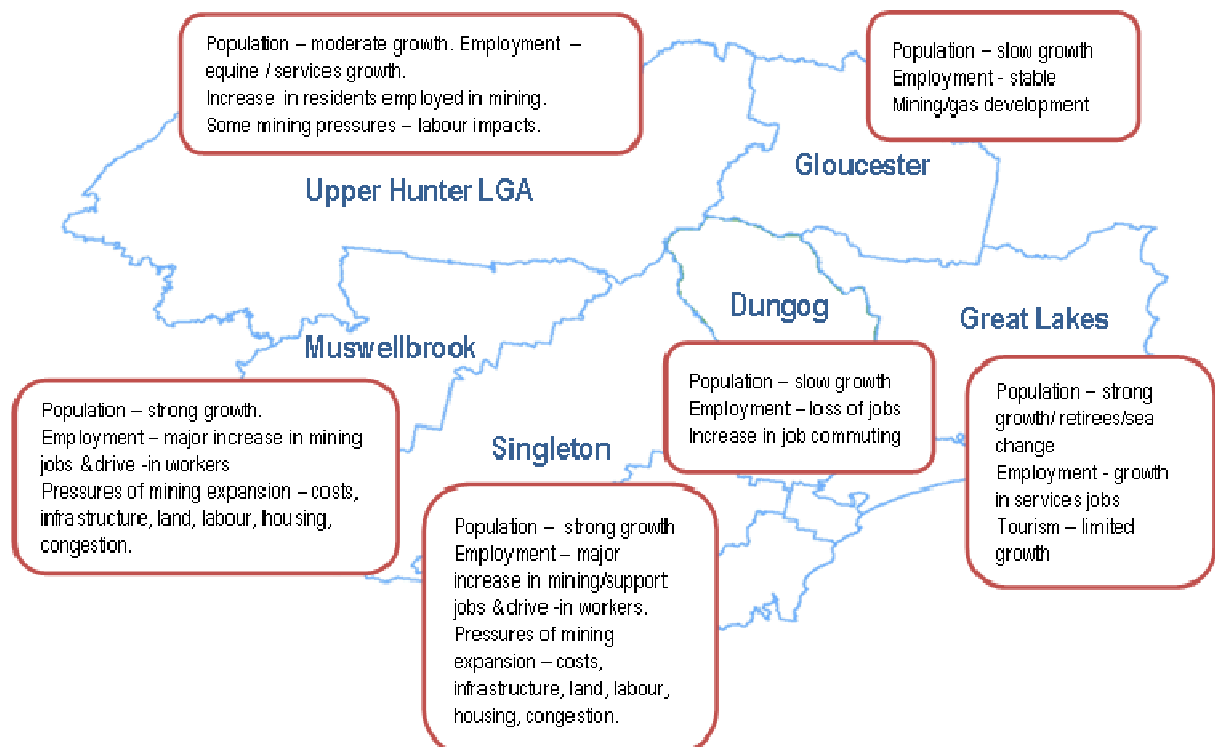 Population – moderate growth. Employment –
equine / services growth.
Increase in residents employed in mining.
Some mining pressures – labour impacts.
Population – slow growth
Employment - stable
Mining/gas development
Upper Hunter LGA
Gloucester
Dungog
Great Lakes
Muswellbrook
Population – slow growth
Employment – loss of jobs
Increase in job commuting
Population – strong
growth/ retirees/sea
change
Employment - growth
in services jobs
Tourism – limited
growth
Population – strong growth.
Employment – major increase in mining
jobs & drive -in workers
Pressures of mining expansion – costs,
infrastructure, land, labour, housing,
congestion.
Singleton
Population – strong growth
Employment – major
increase in mining/support
jobs & drive -in workers.
Pressures of mining
expansion – costs,
infrastructure, land, labour,
housing, congestion.